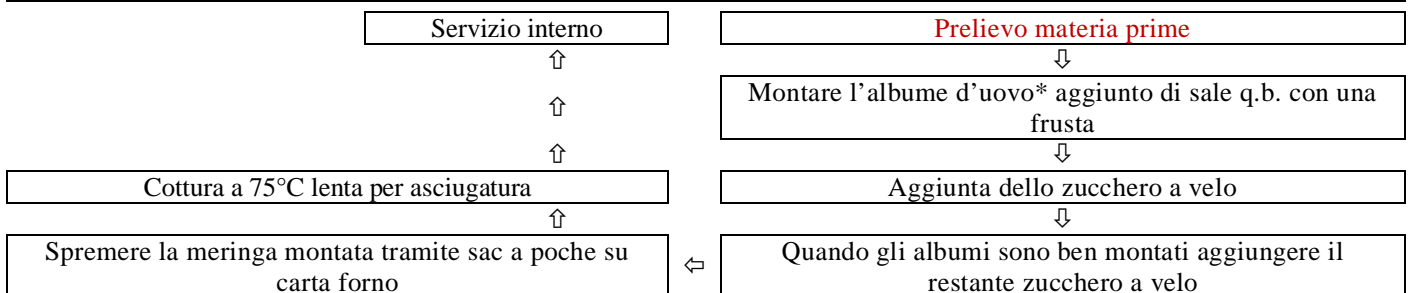 Servizio interno
Prelievo materia prime
⇧
⇩
⇧
Montare l’albume d’uovo* aggiunto di sale q.b. con una
frusta
⇧
⇩
Cottura a 75°C lenta per asciugatura
Aggiunta dello zucchero a velo
⇧
⇩
Spremere la meringa montata tramite sac a poche su
carta forno
⇦
Quando gli albumi sono ben montati aggiungere il
restante zucchero a velo